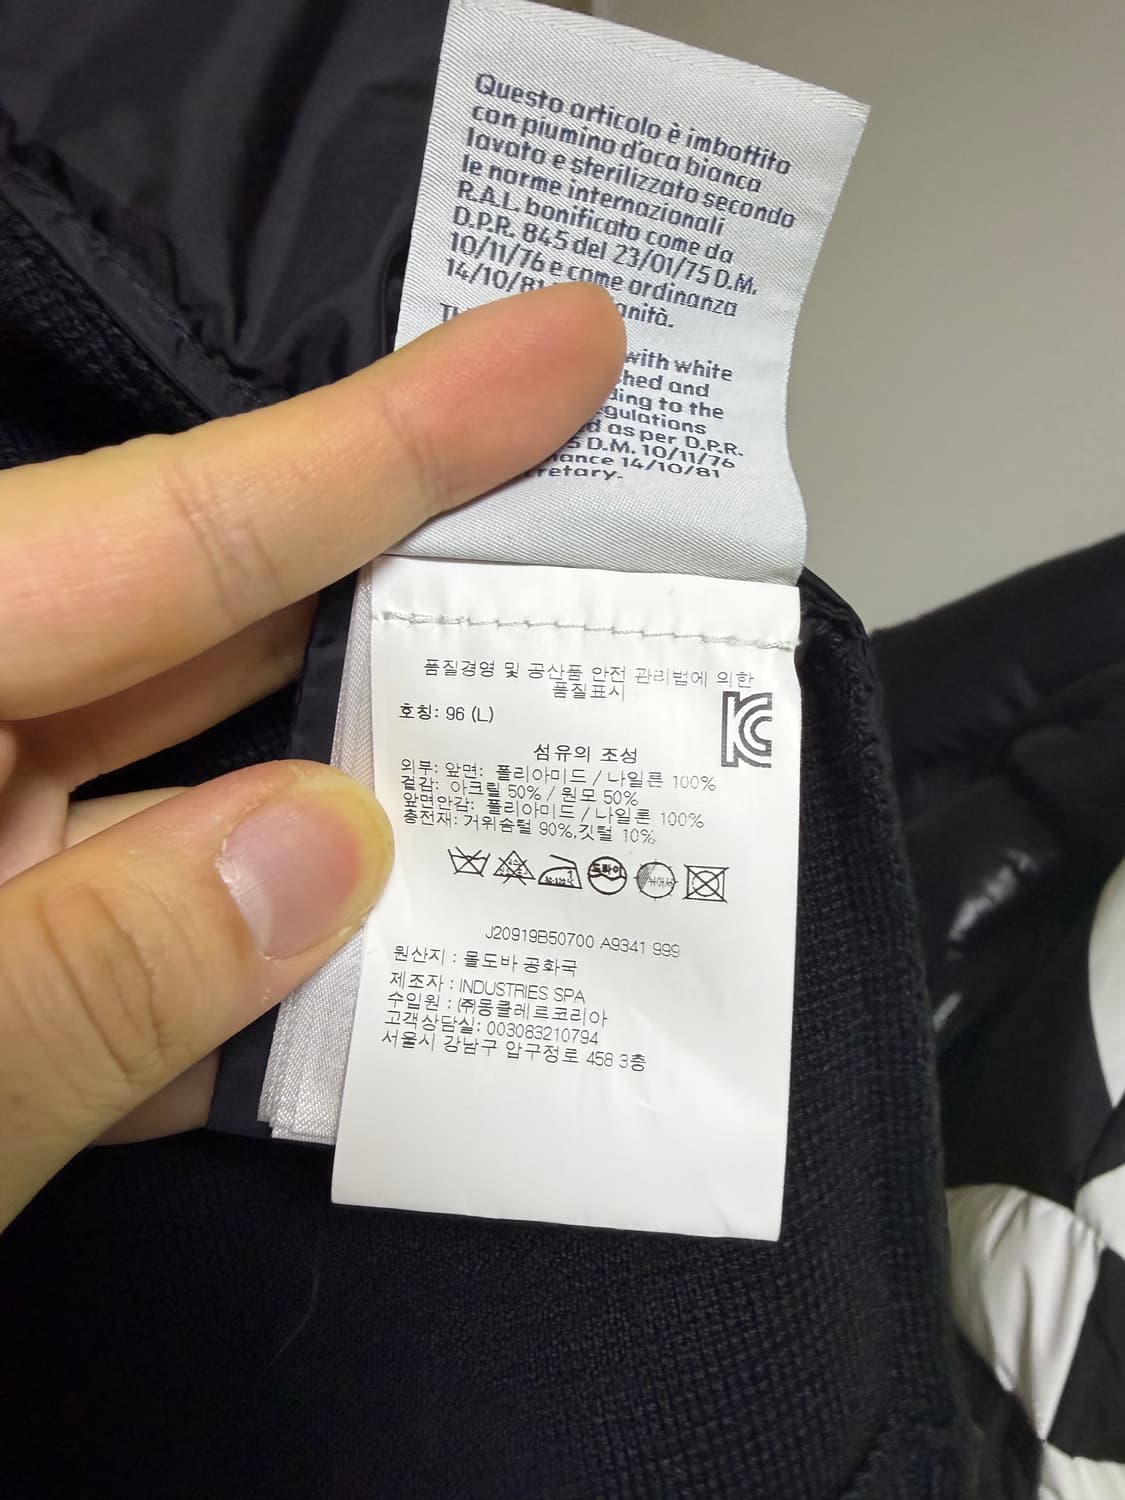 Questo articolo è imbottito
con piumino d'oca bianca
lavato e sterilizzato secondo
le norme internazionali
R.A.L. bonificato come da
D.P.R. 845 del 23/01/75 D.M.
10/11/76 e come ordinanza
14/10/81
with white
and
to the
as per D.P.R.
D.M. 10/11/76
14/10/81
품질경영 및 공산품 안전 관리법에 의한
품질표시
호칭: 96 (L)
섬유의 조성
외부: 앞면: 폴리아미드 / 나일론 100%
겉감: 아크릴 50% / 원모 50%
앞면안감: 폴리아미드 / 나일론 100%
충전재: 거위솜털 90%,깃털 10%
드라이
J20919B50700 A9341 999
원산지 : 몰도바 공화국
제조자 : INDUSTRIES SPA
수입원 : ㈜몽클레르코리아
고객상담실: 003083210794
서울시 강남구 압구정로 458 3층